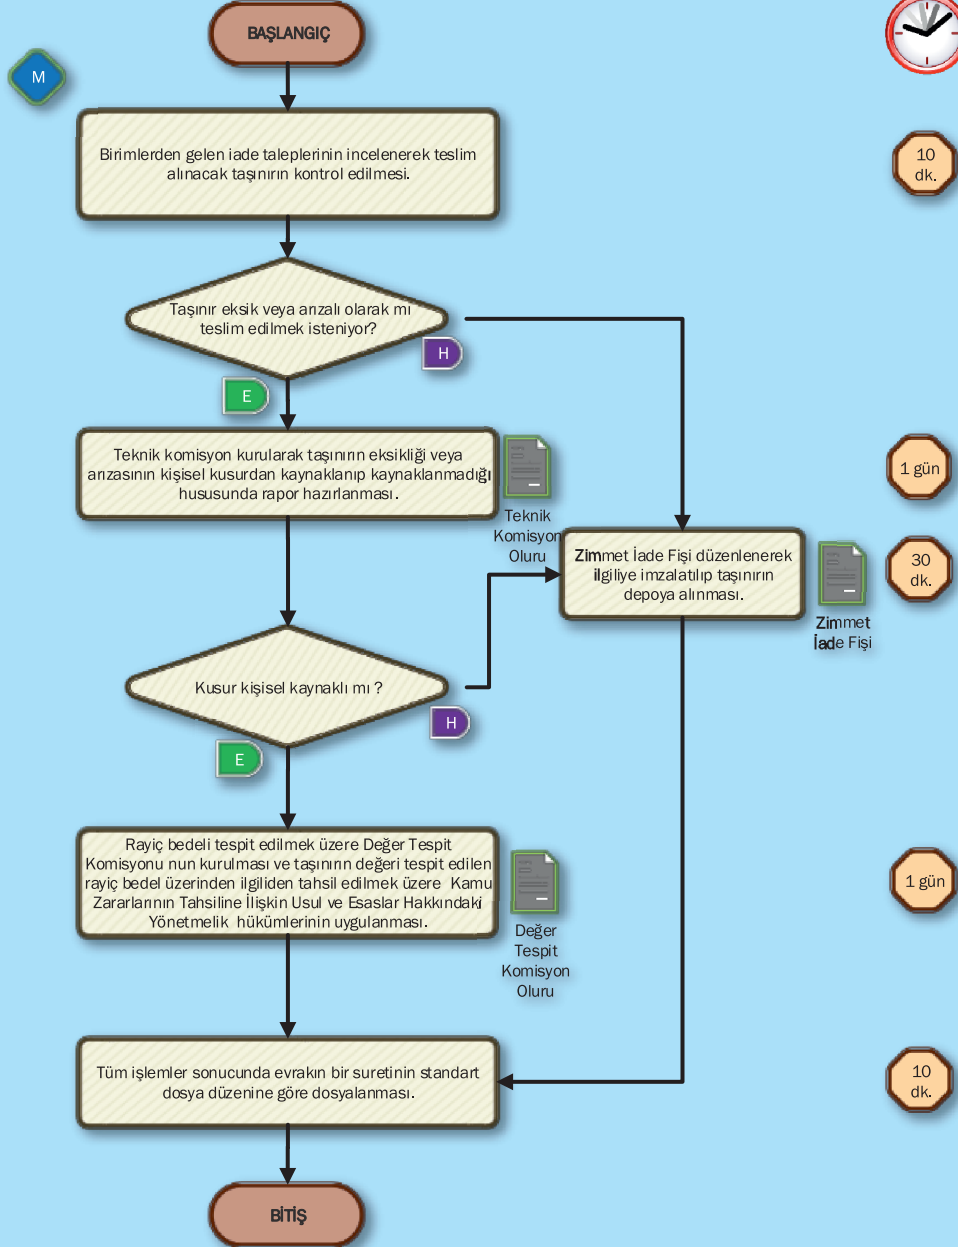 BAŞLANGIÇ
M
Birimlerden gelen iade taleplerinin incelenerek teslim
alınacak taşınırın kontrol edilmesi.
10
dk.
Taşınır eksik veya arızalı olarak mı
teslim edilmek isteniyor?
H
E
Teknik komisyon kurularak taşınırın eksikliği veya
arızasının kişisel kusurdan kaynaklanıp kaynaklanmadığı
hususunda rapor hazırlanması.
Teknik
Komisyon
Oluru
1 gün
Zimmet İade Fişi düzenlenerek
ilgiliye imzalatılıp taşınırın
depoya alınması.
Zimmet
İade Fişi
30
dk.
Kusur kişisel kaynaklı mı ?
H
E
Rayiç bedeli tespit edilmek üzere Değer Tespit
Komisyonu nun kurulması ve taşınırın değeri tespit edilen
rayiç bedel üzerinden ilgiliden tahsil edilmek üzere Kamu
Zararlarının Tahsiline İlişkin Usul ve Esaslar Hakkındaki
Yönetmelik hükümlerinin uygulanması.
Değer
Tespit
Komisyon
Oluru
1 gün
Tüm işlemler sonucunda evrakın bir suretinin standart
dosya düzenine göre dosyalanması.
10
dk.
BİTİŞ